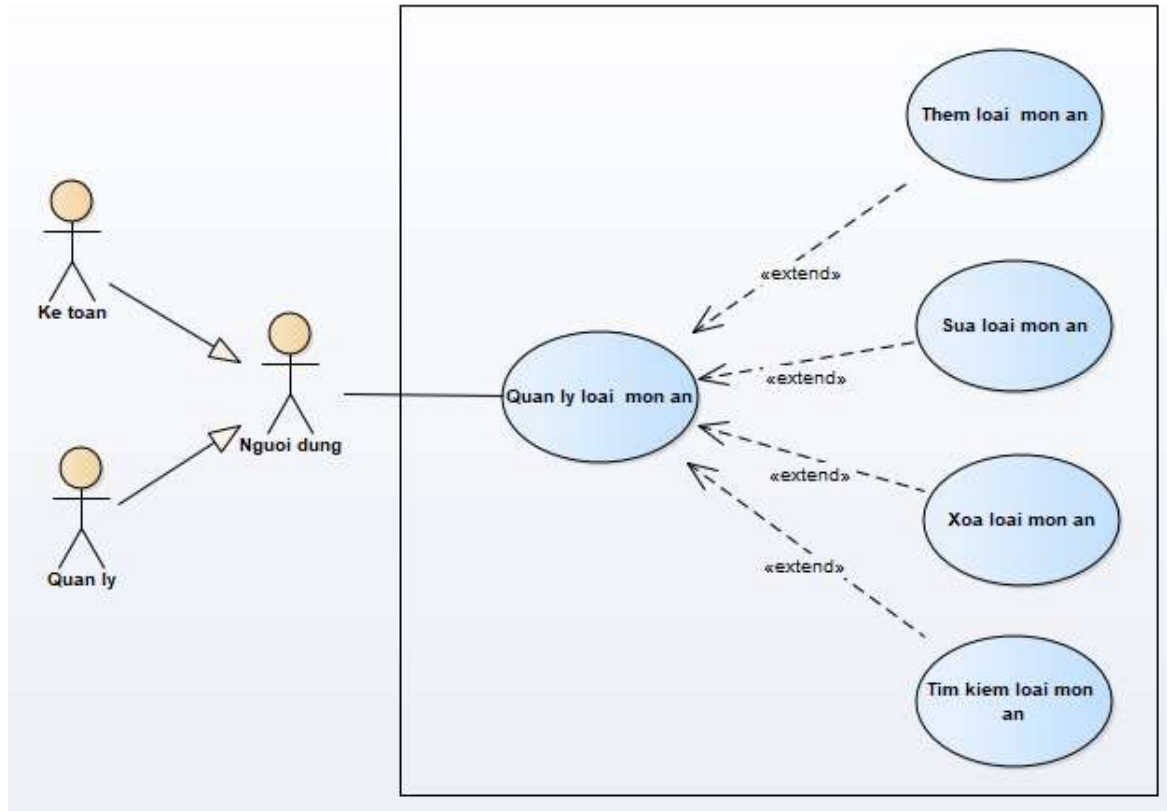 Them loai mon an
Ke toan
«extend»
Sua loai mon an
Nguoi dung
Quan ly loai mon an
«extend»
«extend»
Xoa loai mon an
Quan ly
«extend»
Tim kiem loai mon
an